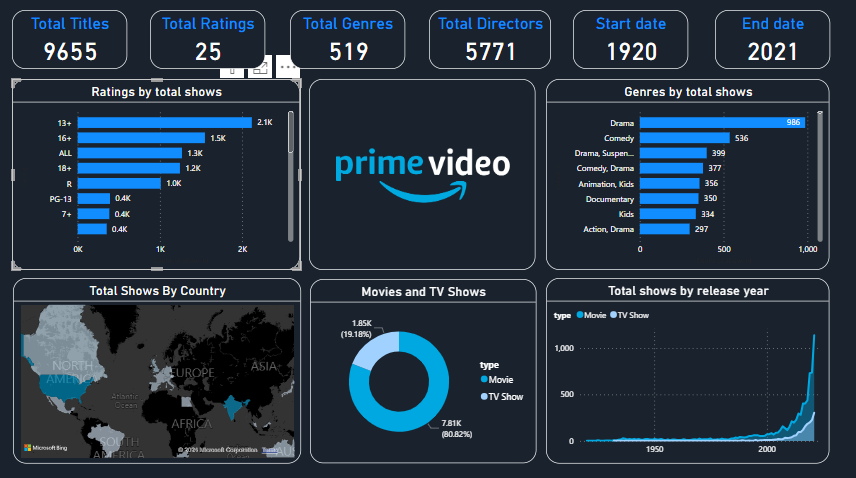 Total Titles
9655
Total Ratings
25
Total Genres
519
Total Directors
5771
Start date
1920
End date
2021
Ratings by total shows
13+
2.1K
16+
1.5K
ALL
1.3K
18+
1.2K
R
1.0K
PG-13
0.4K
7+
0.4K
0.4K
0K
1K
2K
prime video
Genres by total shows
Drama
986
Comedy
536
Drama, Suspen...
399
Comedy, Drama
377
Animation, Kids
356
Documentary
350
Kids
334
Action, Drama
297
0
500
1,000
Total Shows By Country
NORTH
AMERICA
EUROPE
ASIA
Atlantic
Ocean
AFRICA
SOUTH
AMERICA
Microsoft Bing
Microsoft Corporation
Movies and TV Shows
1.85K
(19.18%)
7.81K
(80.82%)
type
Movie
TV Show
Total shows by release year
type Movie TV Show
1,000
500
0
1950
2000